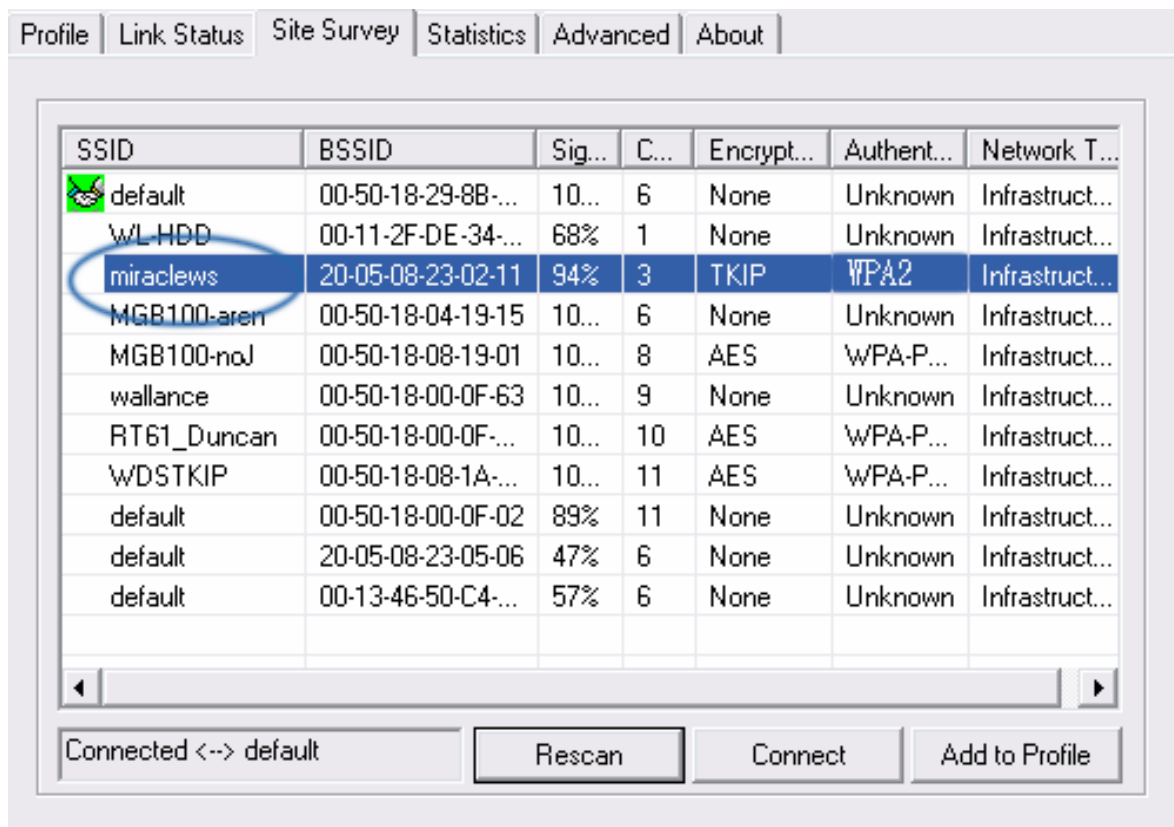 Profile Link Status Site Survey Statistics Advanced About
SSID BSSID Sig... C... Encrypt... Authent... Network T...
default 00-50-18-29-8B-... 10... 6 None Unknown Infrastruct...
WL-HDD 00-11-2F-DE-34-... 68% 1 None Unknown Infrastruct...
miraclews 20-05-08-23-02-11 94% 3 TKIP WPA2 Infrastruct...
MGB100-aren 00-50-18-04-19-15 10... 6 None Unknown Infrastruct...
MGB100-noJ 00-50-18-08-19-01 10... 8 AES WPA-P... Infrastruct...
wallance 00-50-18-00-0F-63 10... 9 None Unknown Infrastruct...
RT61_Duncan 00-50-18-00-0F-... 10... 10 AES WPA-P... Infrastruct...
WDSTKIP 00-50-18-08-1A-... 10... 11 AES WPA-P... Infrastruct...
default 00-50-18-00-0F-02 89% 11 None Unknown Infrastruct...
default 20-05-08-23-05-06 47% 6 None Unknown Infrastruct...
default 00-13-46-50-C4-... 57% 6 None Unknown Infrastruct...
Connected <--> default Rescan Connect Add to Profile